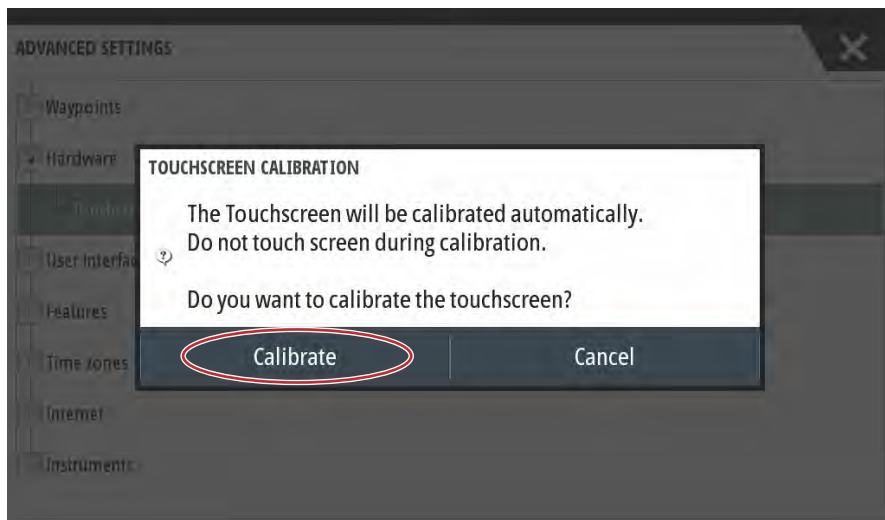 ADVANCED SETTINGS
Waypoints
Hardware
TOUCHSCREEN CALIBRATION
The Touchscreen will be calibrated automatically.
Do not touch screen during calibration.
Do you want to calibrate the touchscreen?
User Interfac
Features
Time zones
Calibrate
Cancel
Internet
Instruments